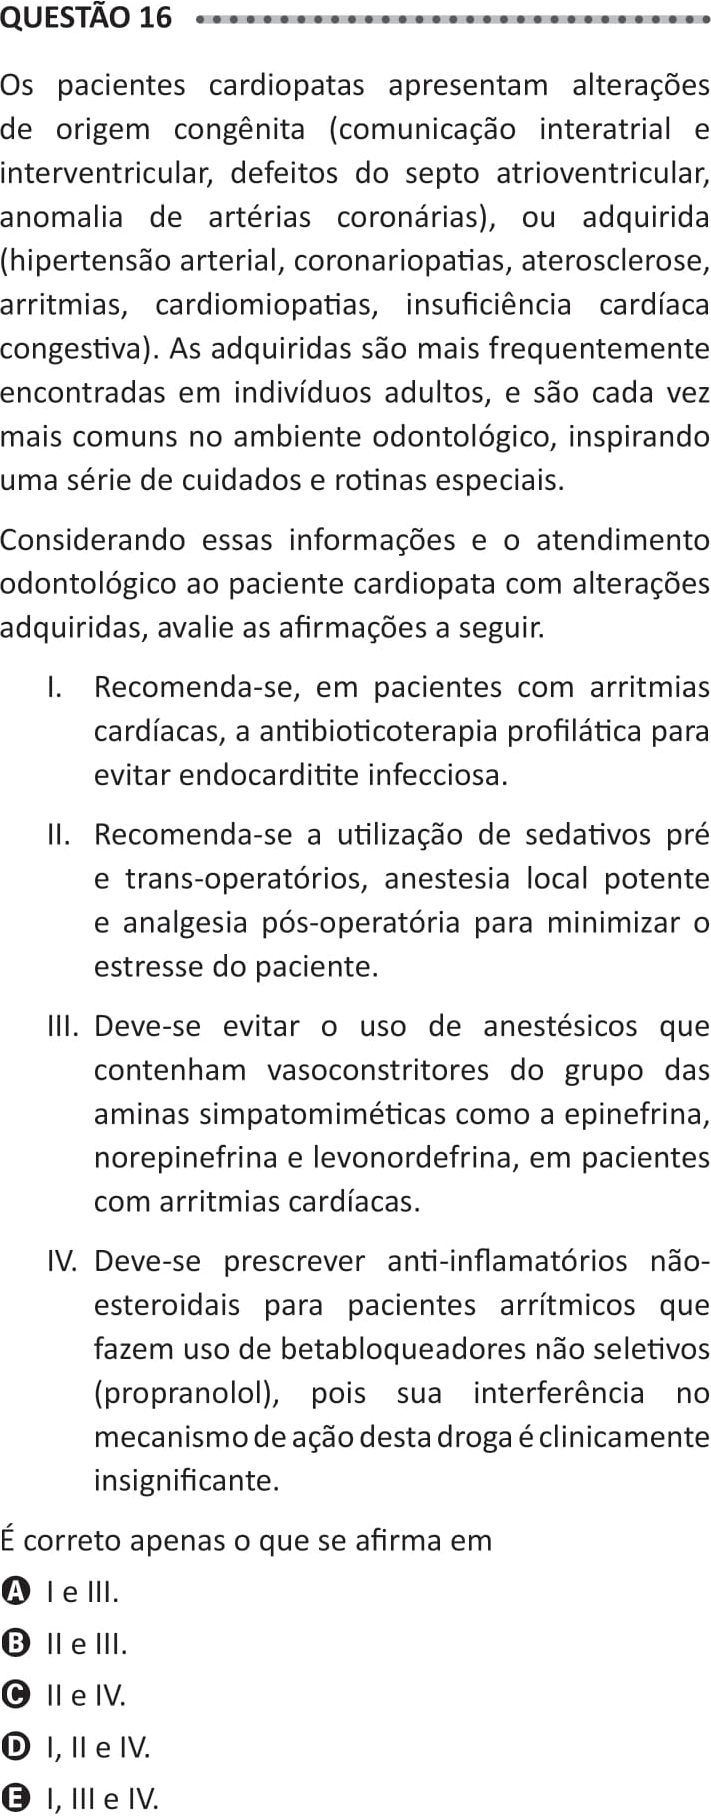 QUESTÃO 16
Os pacientes cardiopatas apresentam alterações
de origem congênita (comunicação interatrial e
interventricular, defeitos do septo atrioventricular,
anomalia de artérias coronárias), ou adquirida
(hipertensão arterial, coronariopatias, aterosclerose,
arritmias, cardiomiopatias, insuficiência cardíaca
congestiva). As adquiridas são mais frequentemente
encontradas em indivíduos adultos, e são cada vez
mais comuns no ambiente odontológico, inspirando
uma série de cuidados e rotinas especiais.
Considerando essas informações e o atendimento
odontológico ao paciente cardiopata com alterações
adquiridas, avalie as afirmações a seguir.
I. Recomenda-se, em pacientes com arritmias
cardíacas, a antibioticoterapia profilática para
evitar endocarditite infecciosa.
II. Recomenda-se a utilização de sedativos pré
e trans-operatórios, anestesia local potente
e analgesia pós-operatória para minimizar o
estresse do paciente.
III. Deve-se evitar o uso de anestésicos que
contenham vasoconstritores do grupo das
aminas simpatomiméticas como a epinefrina,
norepinefrina e levonordefrina, em pacientes
com arritmias cardíacas.
IV. Deve-se prescrever anti-inflamatórios não-
esteroidais para pacientes arrítmicos que
fazem uso de betabloqueadores não seletivos
(propranolol), pois sua interferência no
mecanismo de ação desta droga é clinicamente
insignificante.
É correto apenas o que se afirma em
A I e III.
B II e III.
C II e IV.
D I, II e IV.
E I, III e IV.